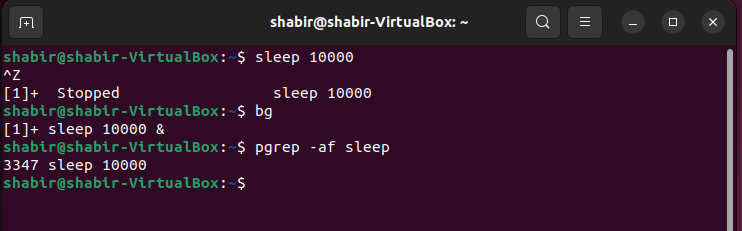 shabir@shabir-VirtualBox: ~
shabir@shabir-VirtualBox:~$ sleep 10000
^Z
[1]+  Stopped                 sleep 10000
shabir@shabir-VirtualBox:~$ bg
[1]+ sleep 10000 &
shabir@shabir-VirtualBox:~$ pgrep -af sleep
3347 sleep 10000
shabir@shabir-VirtualBox:~$